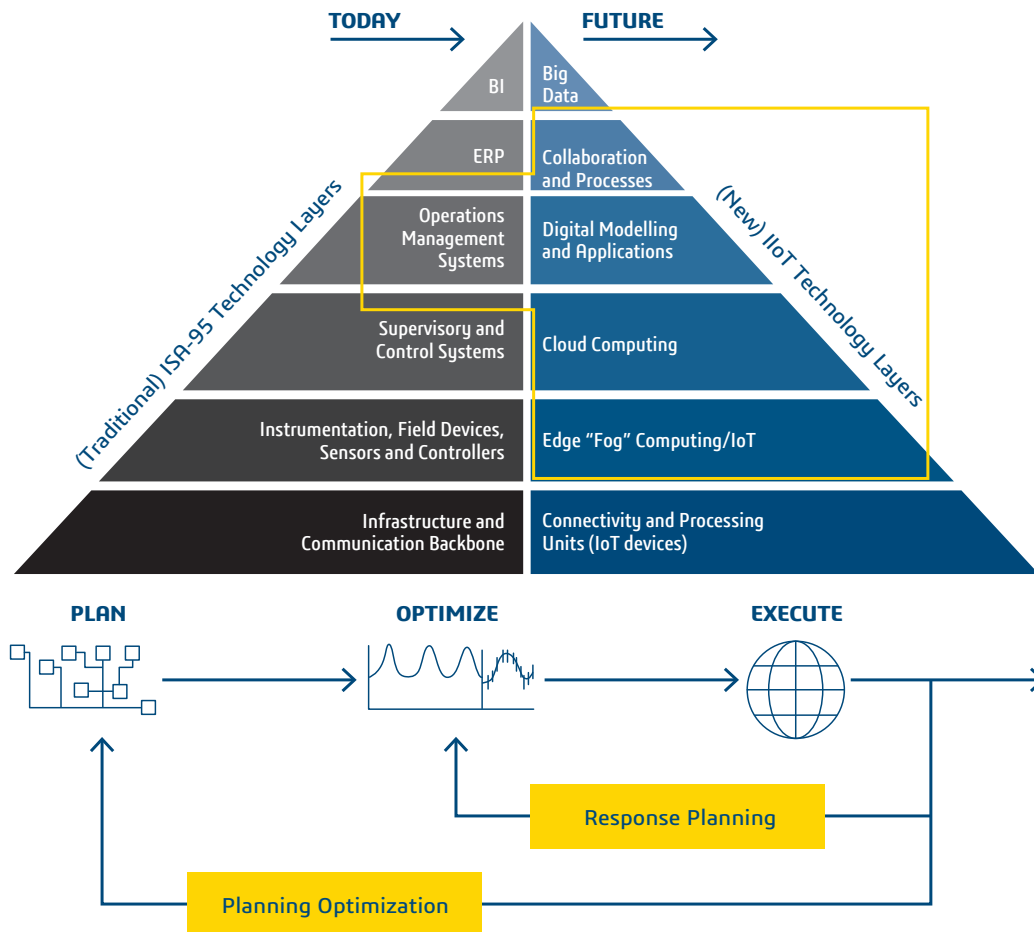 TODAY
FUTURE
BI
Big
Data
ERP
Collaboration
and Processes
Operations
Management
Systems
Digital Modelling
and Applications
Supervisory and
Control Systems
Cloud Computing
Instrumentation, Field Devices,
Sensors and Controllers
Edge “Fog” Computing/IoT
Infrastructure and
Communication Backbone
Connectivity and Processing
Units (IoT devices)
(Traditional) ISA-95 Technology Layers
(New) IIoT Technology Layers
PLAN
OPTIMIZE
EXECUTE
Response Planning
Planning Optimization